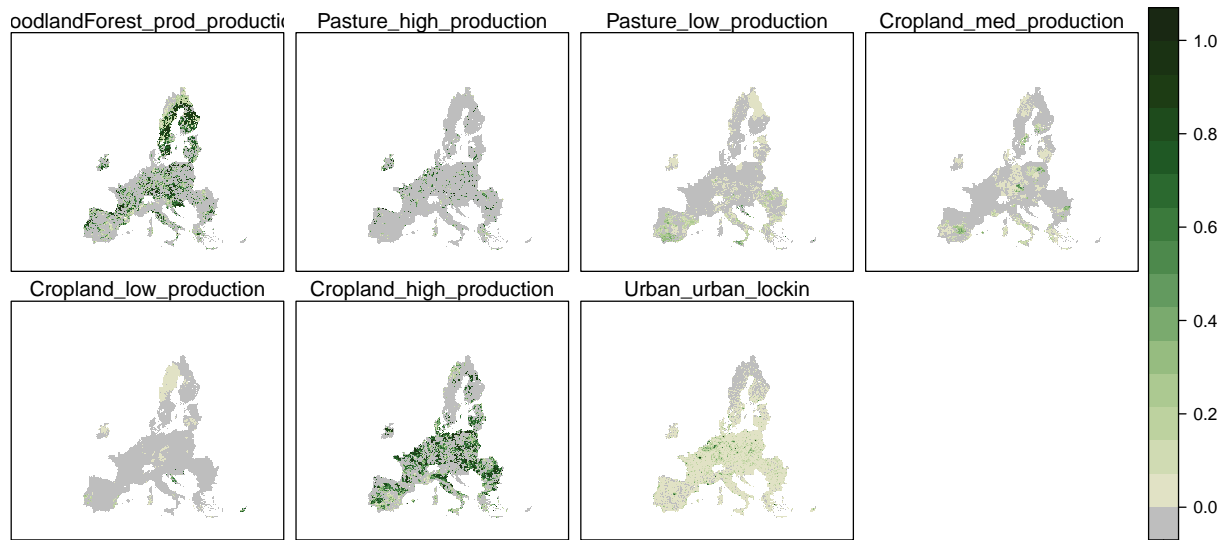 oodlandForest_prod_productio
Pasture_high_production
Pasture_low_production
Cropland_med_production
Cropland_low_production
Cropland_high_production
Urban_urban_lockin
1.0
0.8
0.6
0.4
0.2
0.0